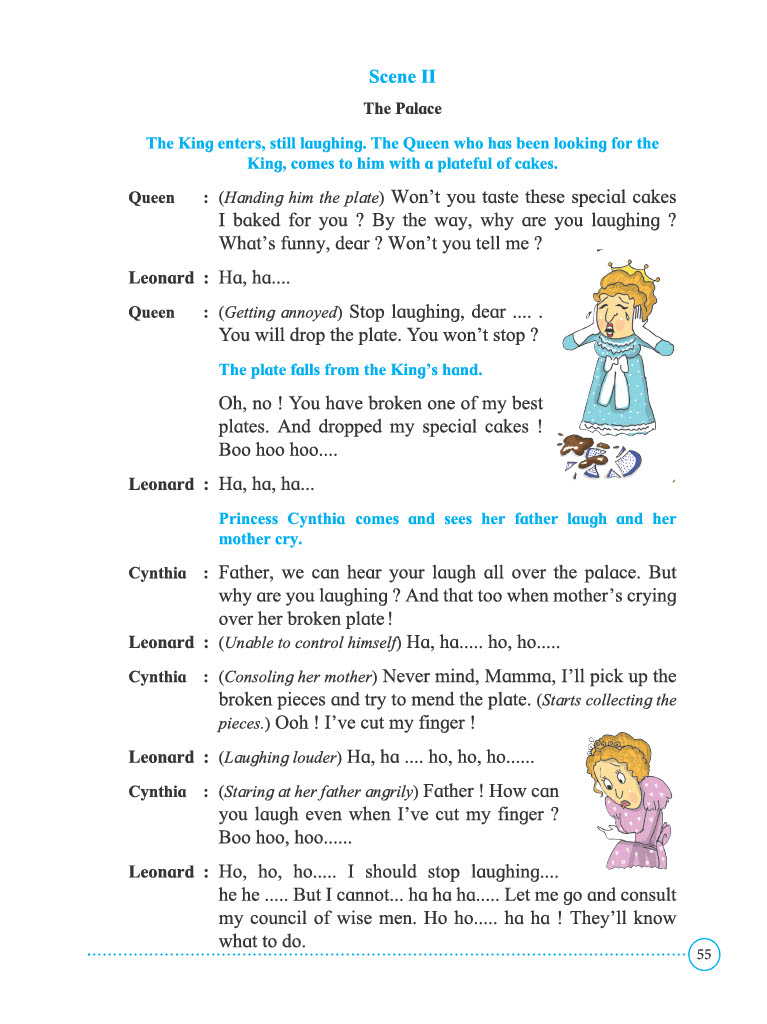 Scene II
The Palace
The King enters, still laughing. The Queen who has been looking for the
King, comes to him with a plateful of cakes.
Queen : (Handing him the plate) Won't you taste these special cakes
I baked for you ? By the way, why are you laughing ?
What's funny, dear ? Won't you tell me ?
Leonard : Ha, ha....
Queen : (Getting annoyed) Stop laughing, dear .... .
You will drop the plate. You won't stop ?
The plate falls from the King's hand.
Oh, no ! You have broken one of my best
plates. And dropped my special cakes !
Boo hoo hoo....
Leonard : Ha, ha, ha...
Princess Cynthia comes and sees her father laugh and her
mother cry.
Cynthia : Father, we can hear your laugh all over the palace. But
why are you laughing ? And that too when mother's crying
over her broken plate !
Leonard : (Unable to control himself) Ha, ha..... ho, ho.....
Cynthia : (Consoling her mother) Never mind, Mamma, I'll pick up the
broken pieces and try to mend the plate. (Starts collecting the
pieces.) Ooh ! I've cut my finger !
Leonard : (Laughing louder) Ha, ha .... ho, ho, ho......
Cynthia : (Staring at her father angrily) Father ! How can
you laugh even when I've cut my finger ?
Boo hoo, hoo......
Leonard : Ho, ho, ho..... I should stop laughing....
he he ..... But I cannot... ha ha ha..... Let me go and consult
my council of wise men. Ho ho..... ha ha ! They'll know
what to do.
55